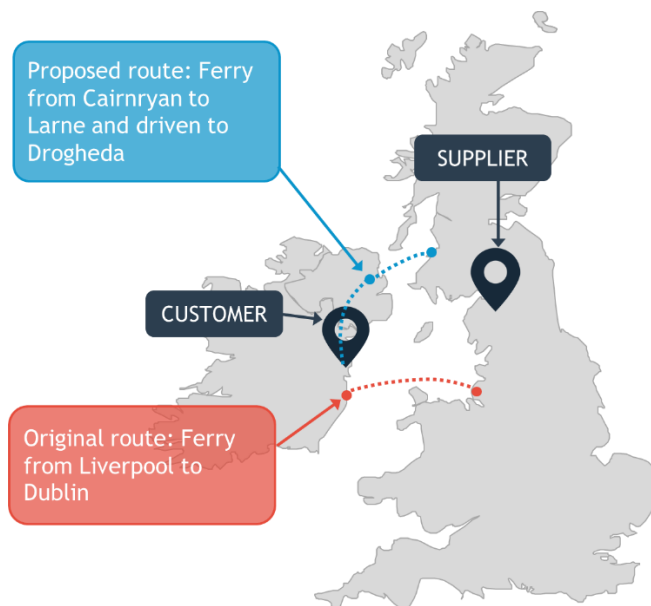 Proposed route: Ferry
from Cairnryan to
Larne and driven to
Drogheda
SUPPLIER
CUSTOMER
Original route: Ferry
from Liverpool to
Dublin